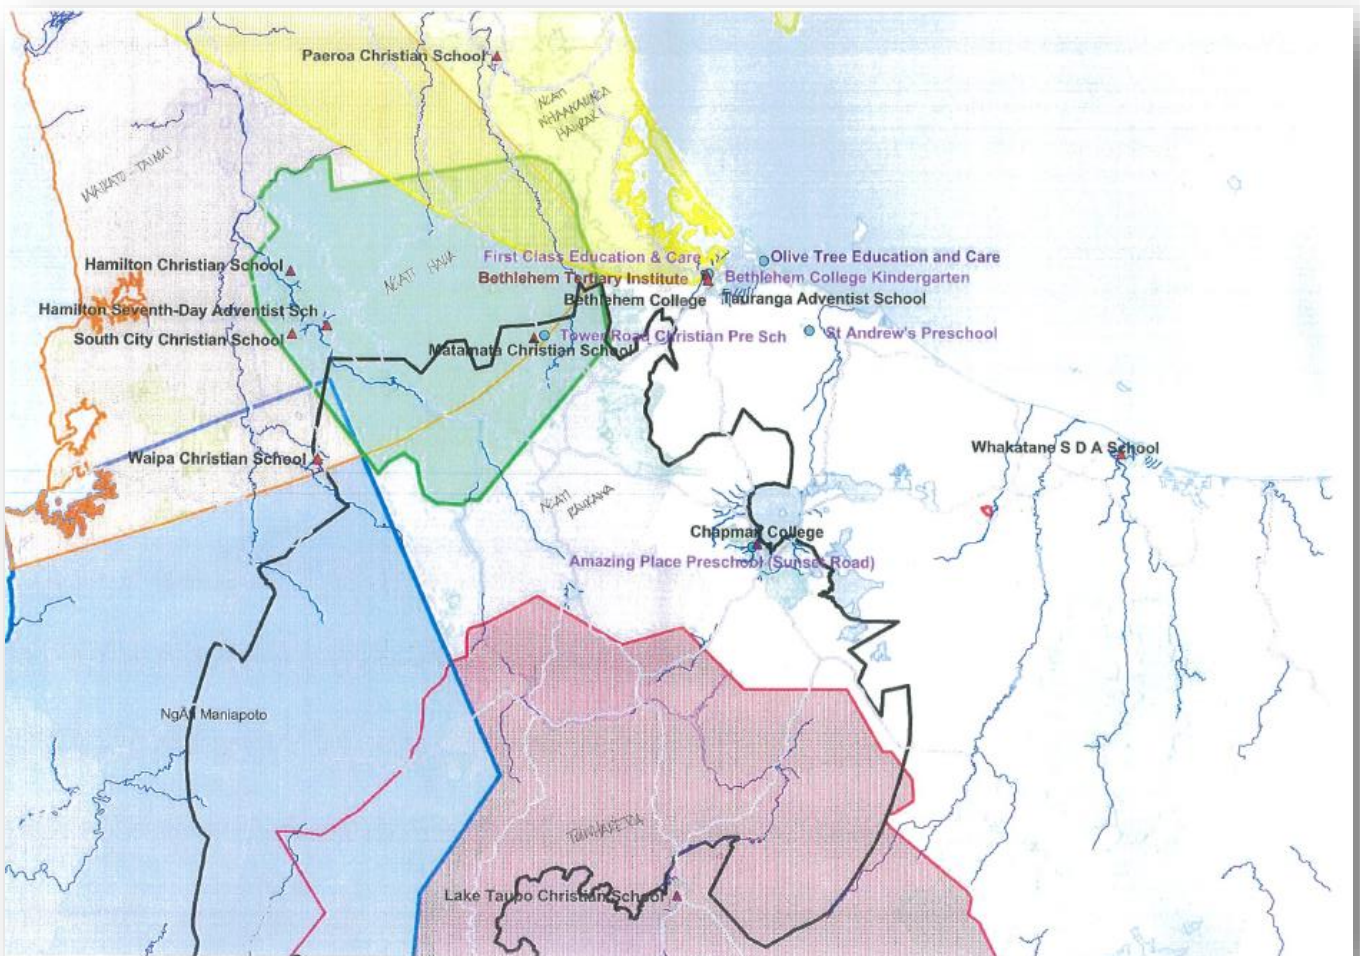 Paeroa Christian School
NGATI
WHAANAUNGA
HAURAKI
WAIKATO - TAINUI
NGATI HAUA
First Class Education & Care
Olive Tree Education and Care
Hamilton Christian School
Bethlehem Tertiary Institute
Bethlehem College Kindergarten
Bethlehem College
Tauranga Adventist School
Hamilton Seventh-Day Adventist Sch
South City Christian School
Tower Road Christian Pre Sch
St Andrew's Preschool
Matamata Christian School
Waipa Christian School
Whakatane S D A School
NGATI
RAUKAWA
Chapman College
Amazing Place Preschool (Sunset Road)
Maniapoto
TUWHARETOA
Lake Taupo Christian School